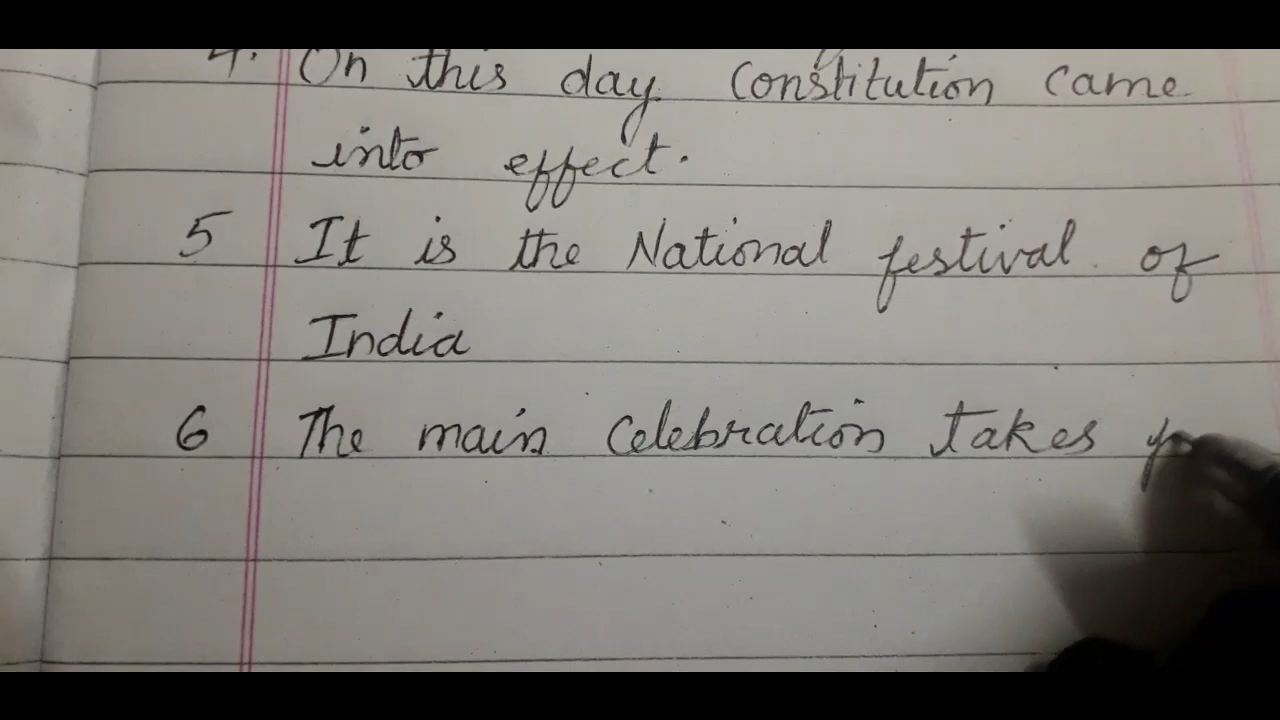 4. On this day Constitution came
into effect.
5 It is the National festival of
India
6 The main Celebration takes